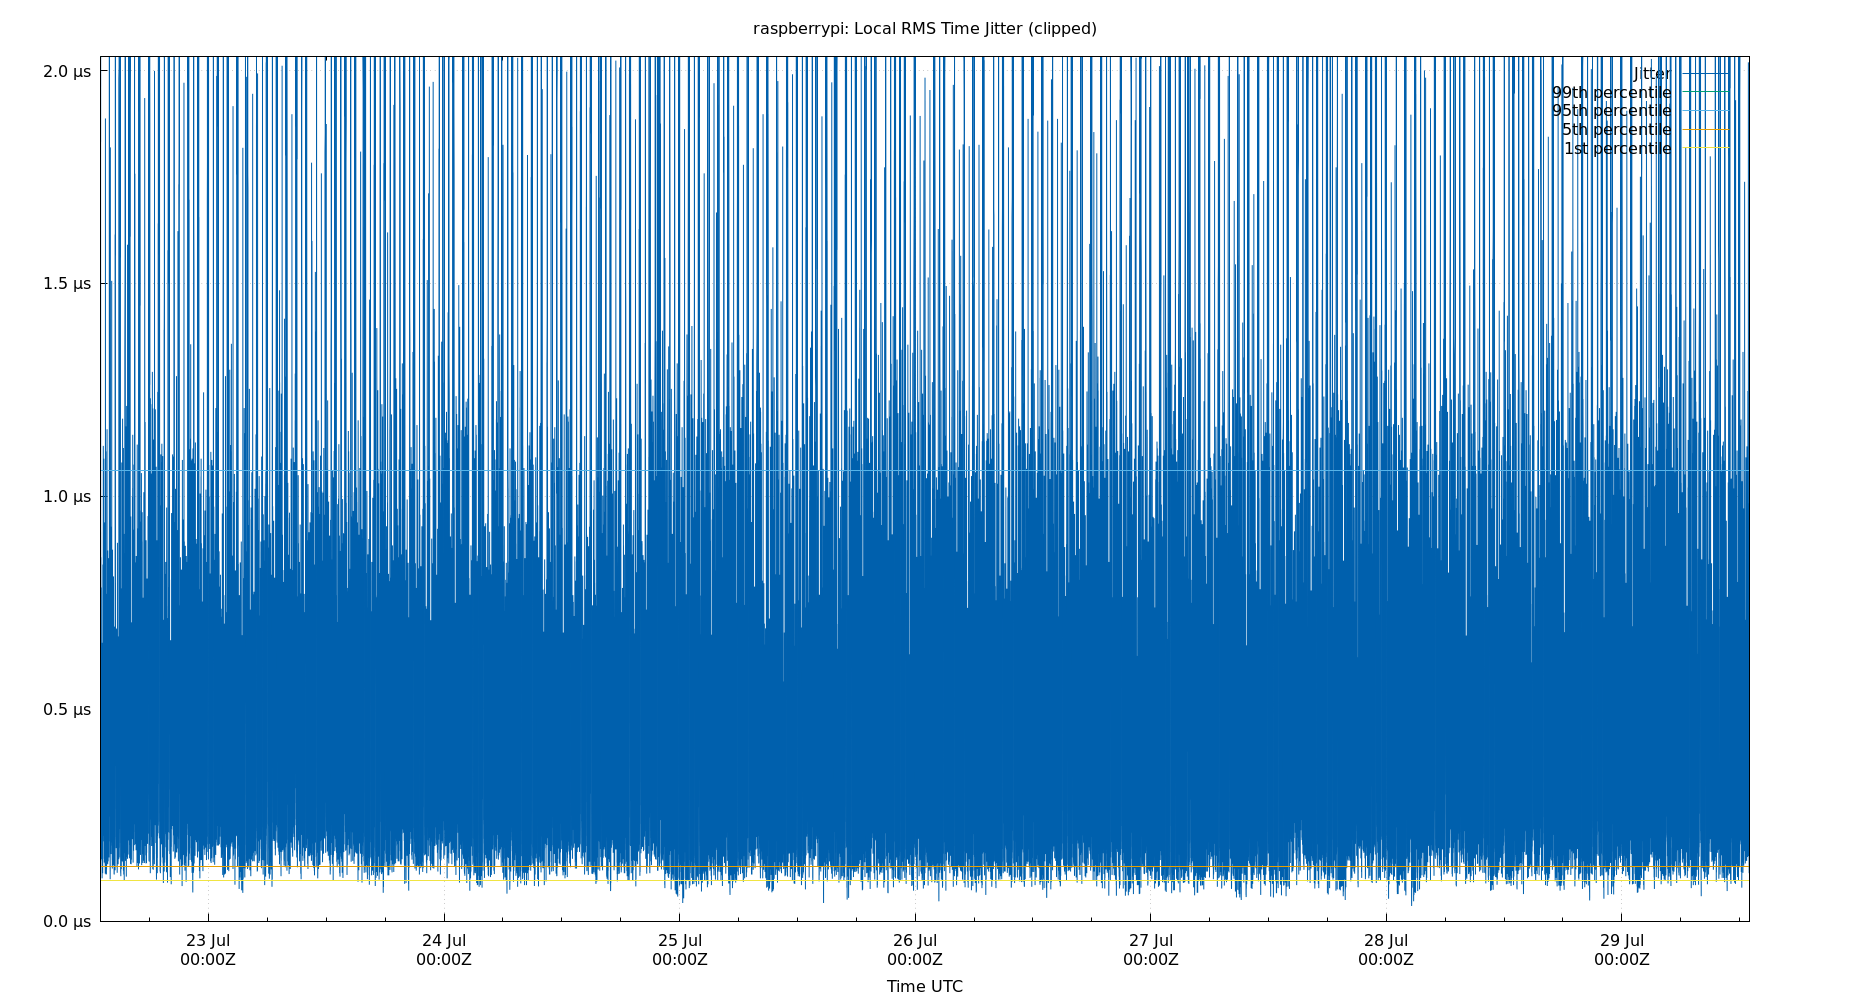 raspberrypi: Local RMS Time Jitter (clipped)
2.0 µs
1.5 µs
1.0 µs
0.5 µs
0.0 µs
Jitter
99th percentile
95th percentile
5th percentile
1st percentile
23 Jul 24 Jul 25 Jul 26 Jul 27 Jul 28 Jul 29 Jul
00:00Z 00:00Z 00:00Z 00:00Z 00:00Z 00:00Z 00:00Z
Time UTC